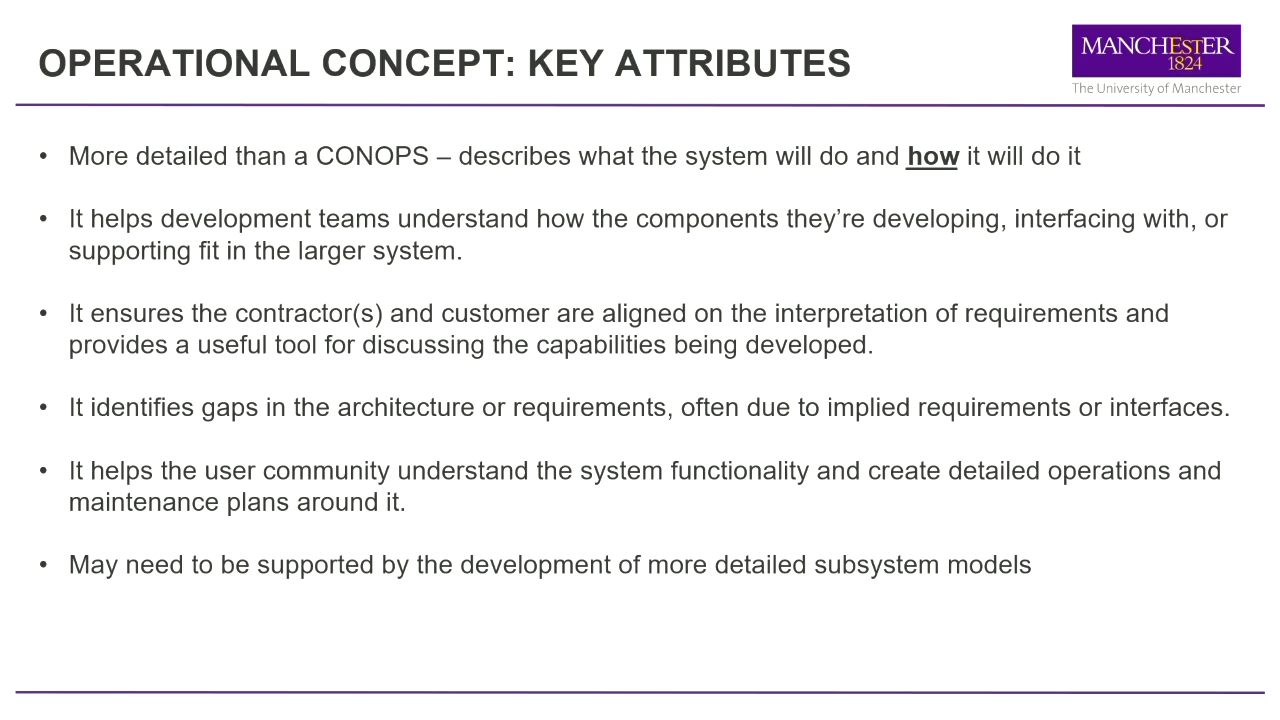 OPERATIONAL CONCEPT: KEY ATTRIBUTES
MANCHESTER
1824
The University of Manchester
• More detailed than a CONOPS – describes what the system will do and how it will do it
• It helps development teams understand how the components they’re developing, interfacing with, or
supporting fit in the larger system.
• It ensures the contractor(s) and customer are aligned on the interpretation of requirements and
provides a useful tool for discussing the capabilities being developed.
• It identifies gaps in the architecture or requirements, often due to implied requirements or interfaces.
• It helps the user community understand the system functionality and create detailed operations and
maintenance plans around it.
• May need to be supported by the development of more detailed subsystem models